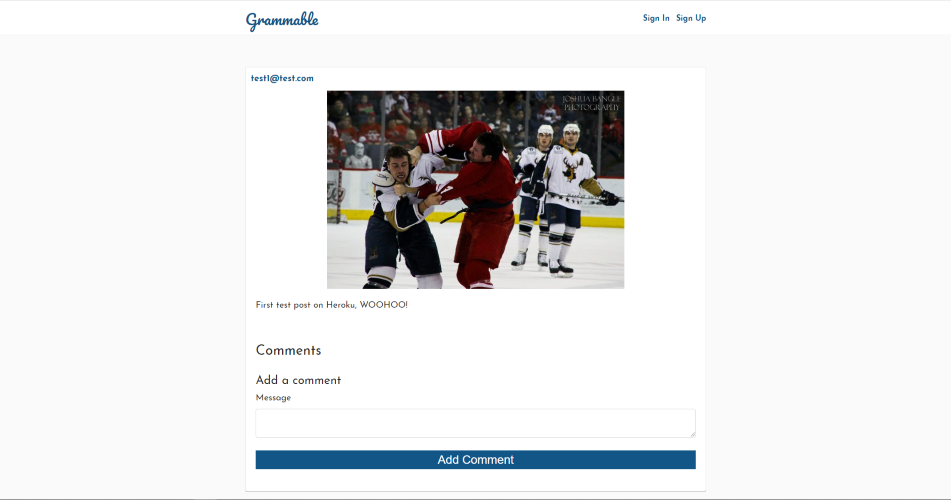 Grammable
Sign In Sign Up
test1@test.com
JOSHUA BANGLE
PHOTOGRAPHY
First test post on Heroku, WOOHOO!
Comments
Add a comment
Message
Add Comment